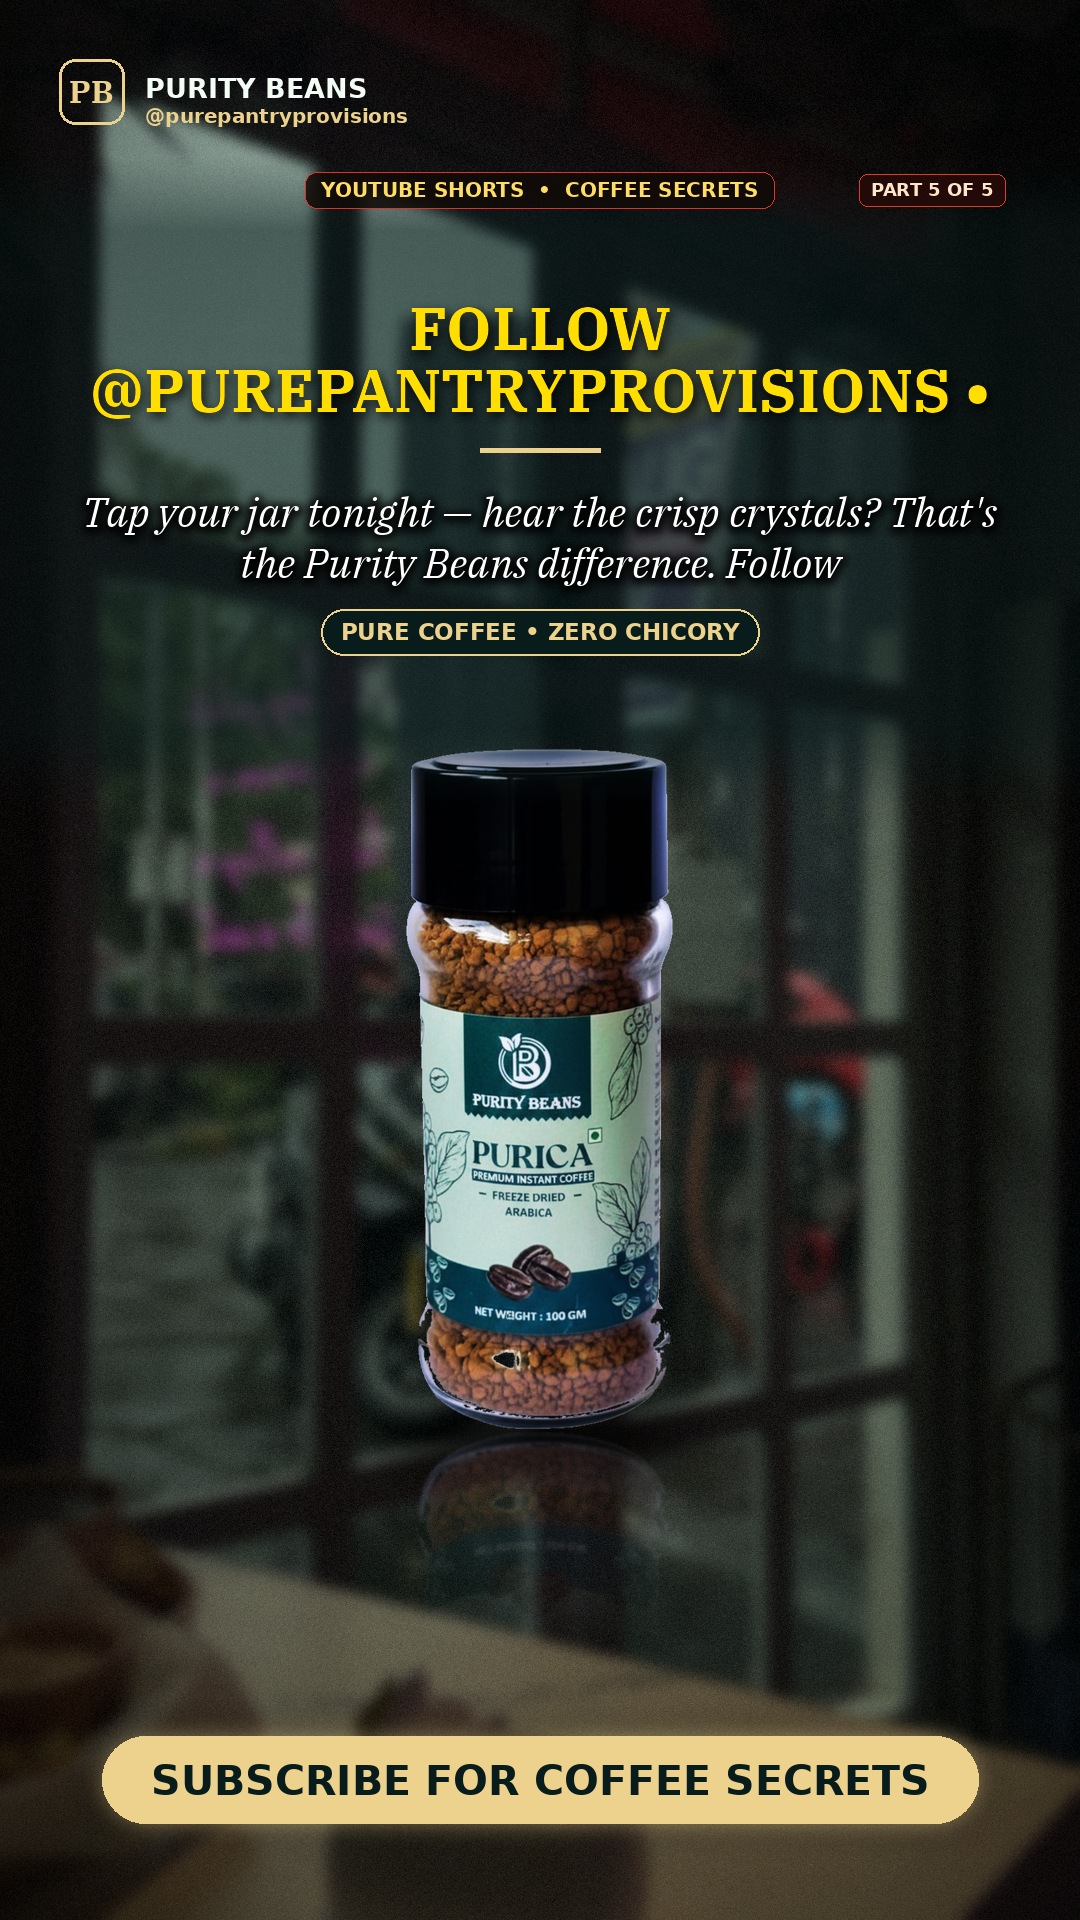 PB
PURITY BEANS
@purepantryprovisions
YOUTUBE SHORTS • COFFEE SECRETS
PART 5 OF 5
FOLLOW
@PUREPANTRYPROVISIONS •
Tap your jar tonight — hear the crisp crystals? That's
the Purity Beans difference. Follow
PURE COFFEE • ZERO CHICORY
PURITY BEANS
PURICA
PREMIUM INSTANT COFFEE
– FREEZE DRIED –
ARABICA
NET WEIGHT : 100 GM
SUBSCRIBE FOR COFFEE SECRETS